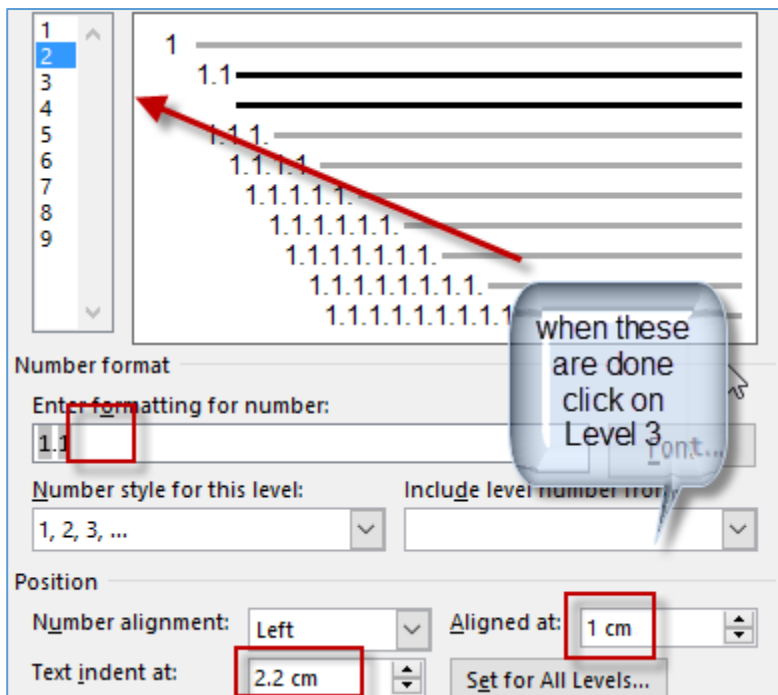 1
2
3
4
5
6
7
8
9
1
1.1
1.1.1.
1.1.1.1.
1.1.1.1.1.
1.1.1.1.1.1.
1.1.1.1.1.1.1.
1.1.1.1.1.1.1.1.
1.1.1.1.1.1.1.1.1
when these
are done
click on
Level 3
Number format
Enter formatting for number:
1.1
Font...
Number style for this level:
Include level number from:
1, 2, 3, ...
Position
Number alignment:
Left
Aligned at:
1 cm
Text indent at:
2.2 cm
Set for All Levels...